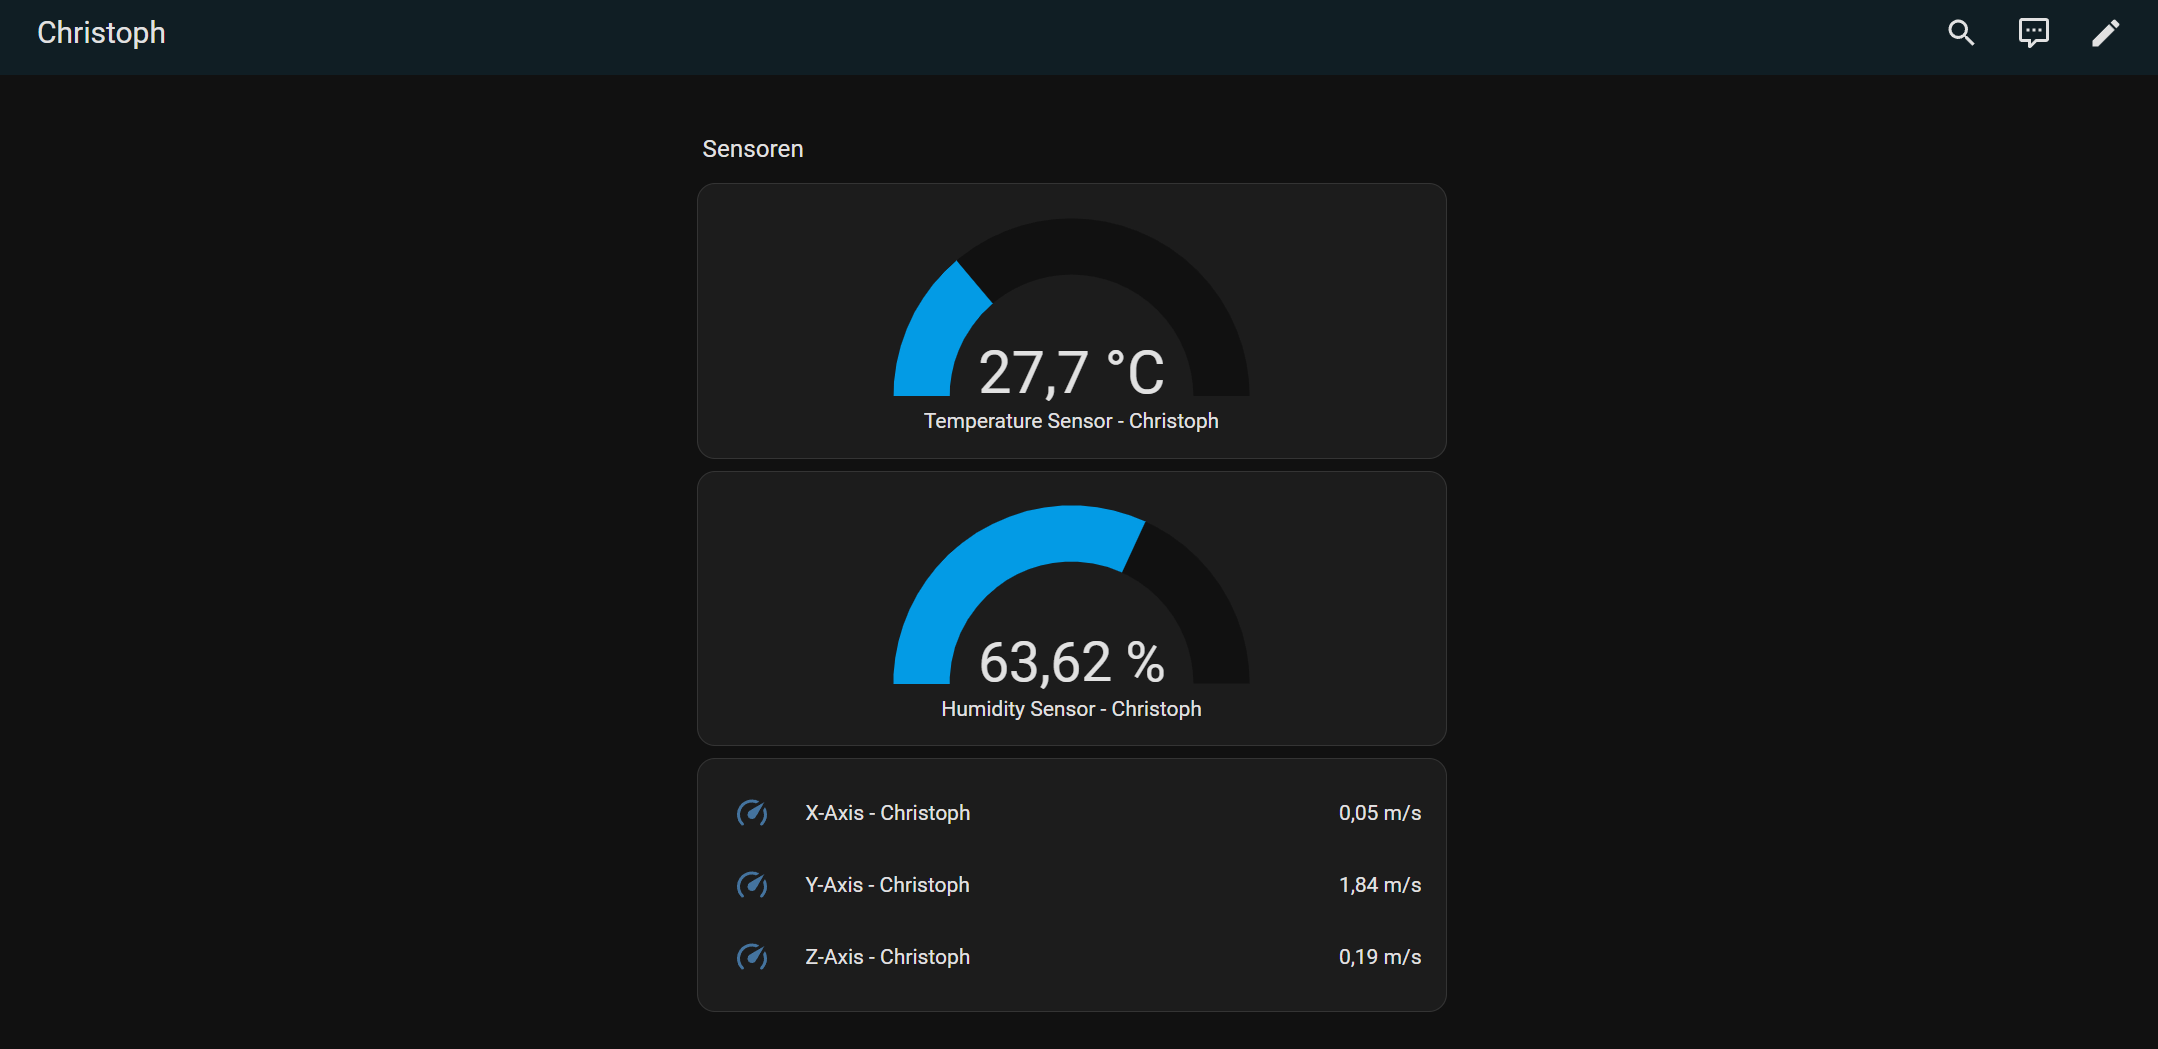 Christoph
Sensoren
27,7 °C
Temperature Sensor - Christoph
63,62 %
Humidity Sensor - Christoph
X-Axis - Christoph 0,05 m/s
Y-Axis - Christoph 1,84 m/s
Z-Axis - Christoph 0,19 m/s